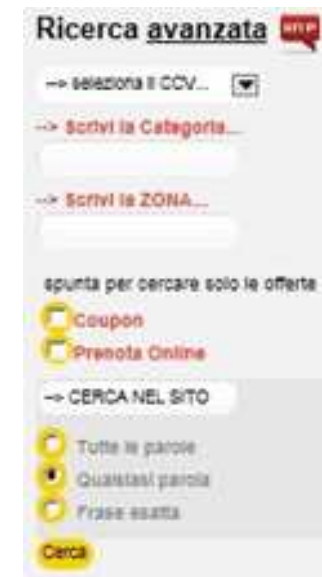 Ricerca avanzata HELP
--> seleziona il CCV...
--> Scrivi la Categoria...
--> Scrivi la ZONA...
spunta per cercare solo le offerte
Coupon
Prenota Online
--> CERCA NEL SITO
Tutte le parole
Qualsiasi parola
Frase esatta
Cerca